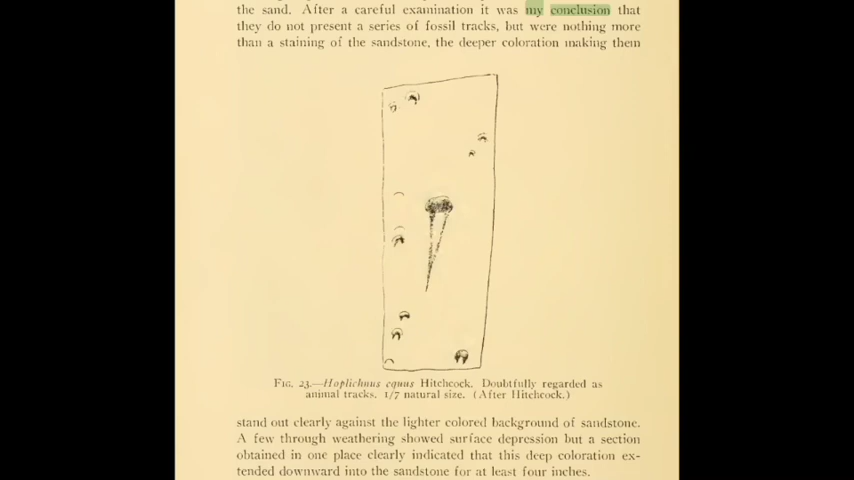 the sand. After a careful examination it was my conclusion that
they do not present a series of fossil tracks, but were nothing more
than a staining of the sandstone, the deeper coloration making them
Fig. 23.—Hoplichnus equus Hitchcock. Doubtfully regarded as
animal tracks. 1/7 natural size. (After Hitchcock.)
stand out clearly against the lighter colored background of sandstone.
A few through weathering showed surface depression but a section
obtained in one place clearly indicated that this deep coloration ex-
tended downward into the sandstone for at least four inches.